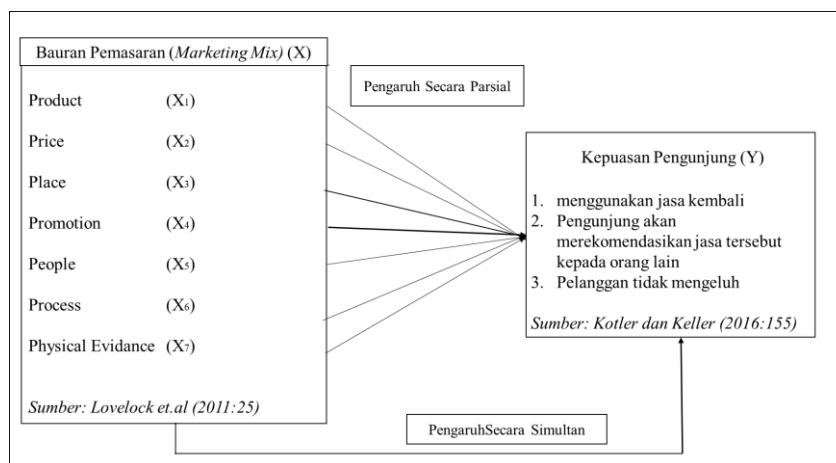 Bauran Pemasaran (Marketing Mix) (X)
Product (X1)
Price (X2)
Place (X3)
Promotion (X4)
People (X5)
Process (X6)
Physical Evidance (X7)
Sumber: Lovelock et.al (2011:25)
Pengaruh Secara Parsial
Kepuasan Pengunjung (Y)
1. menggunakan jasa kembali
2. Pengunjung akan
merekomendasikan jasa tersebut
kepada orang lain
3. Pelanggan tidak mengeluh
Sumber: Kotler dan Keller (2016:155)
PengaruhSecara Simultan